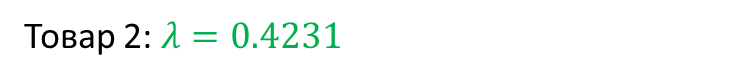 Товар 2: λ = 0.4231